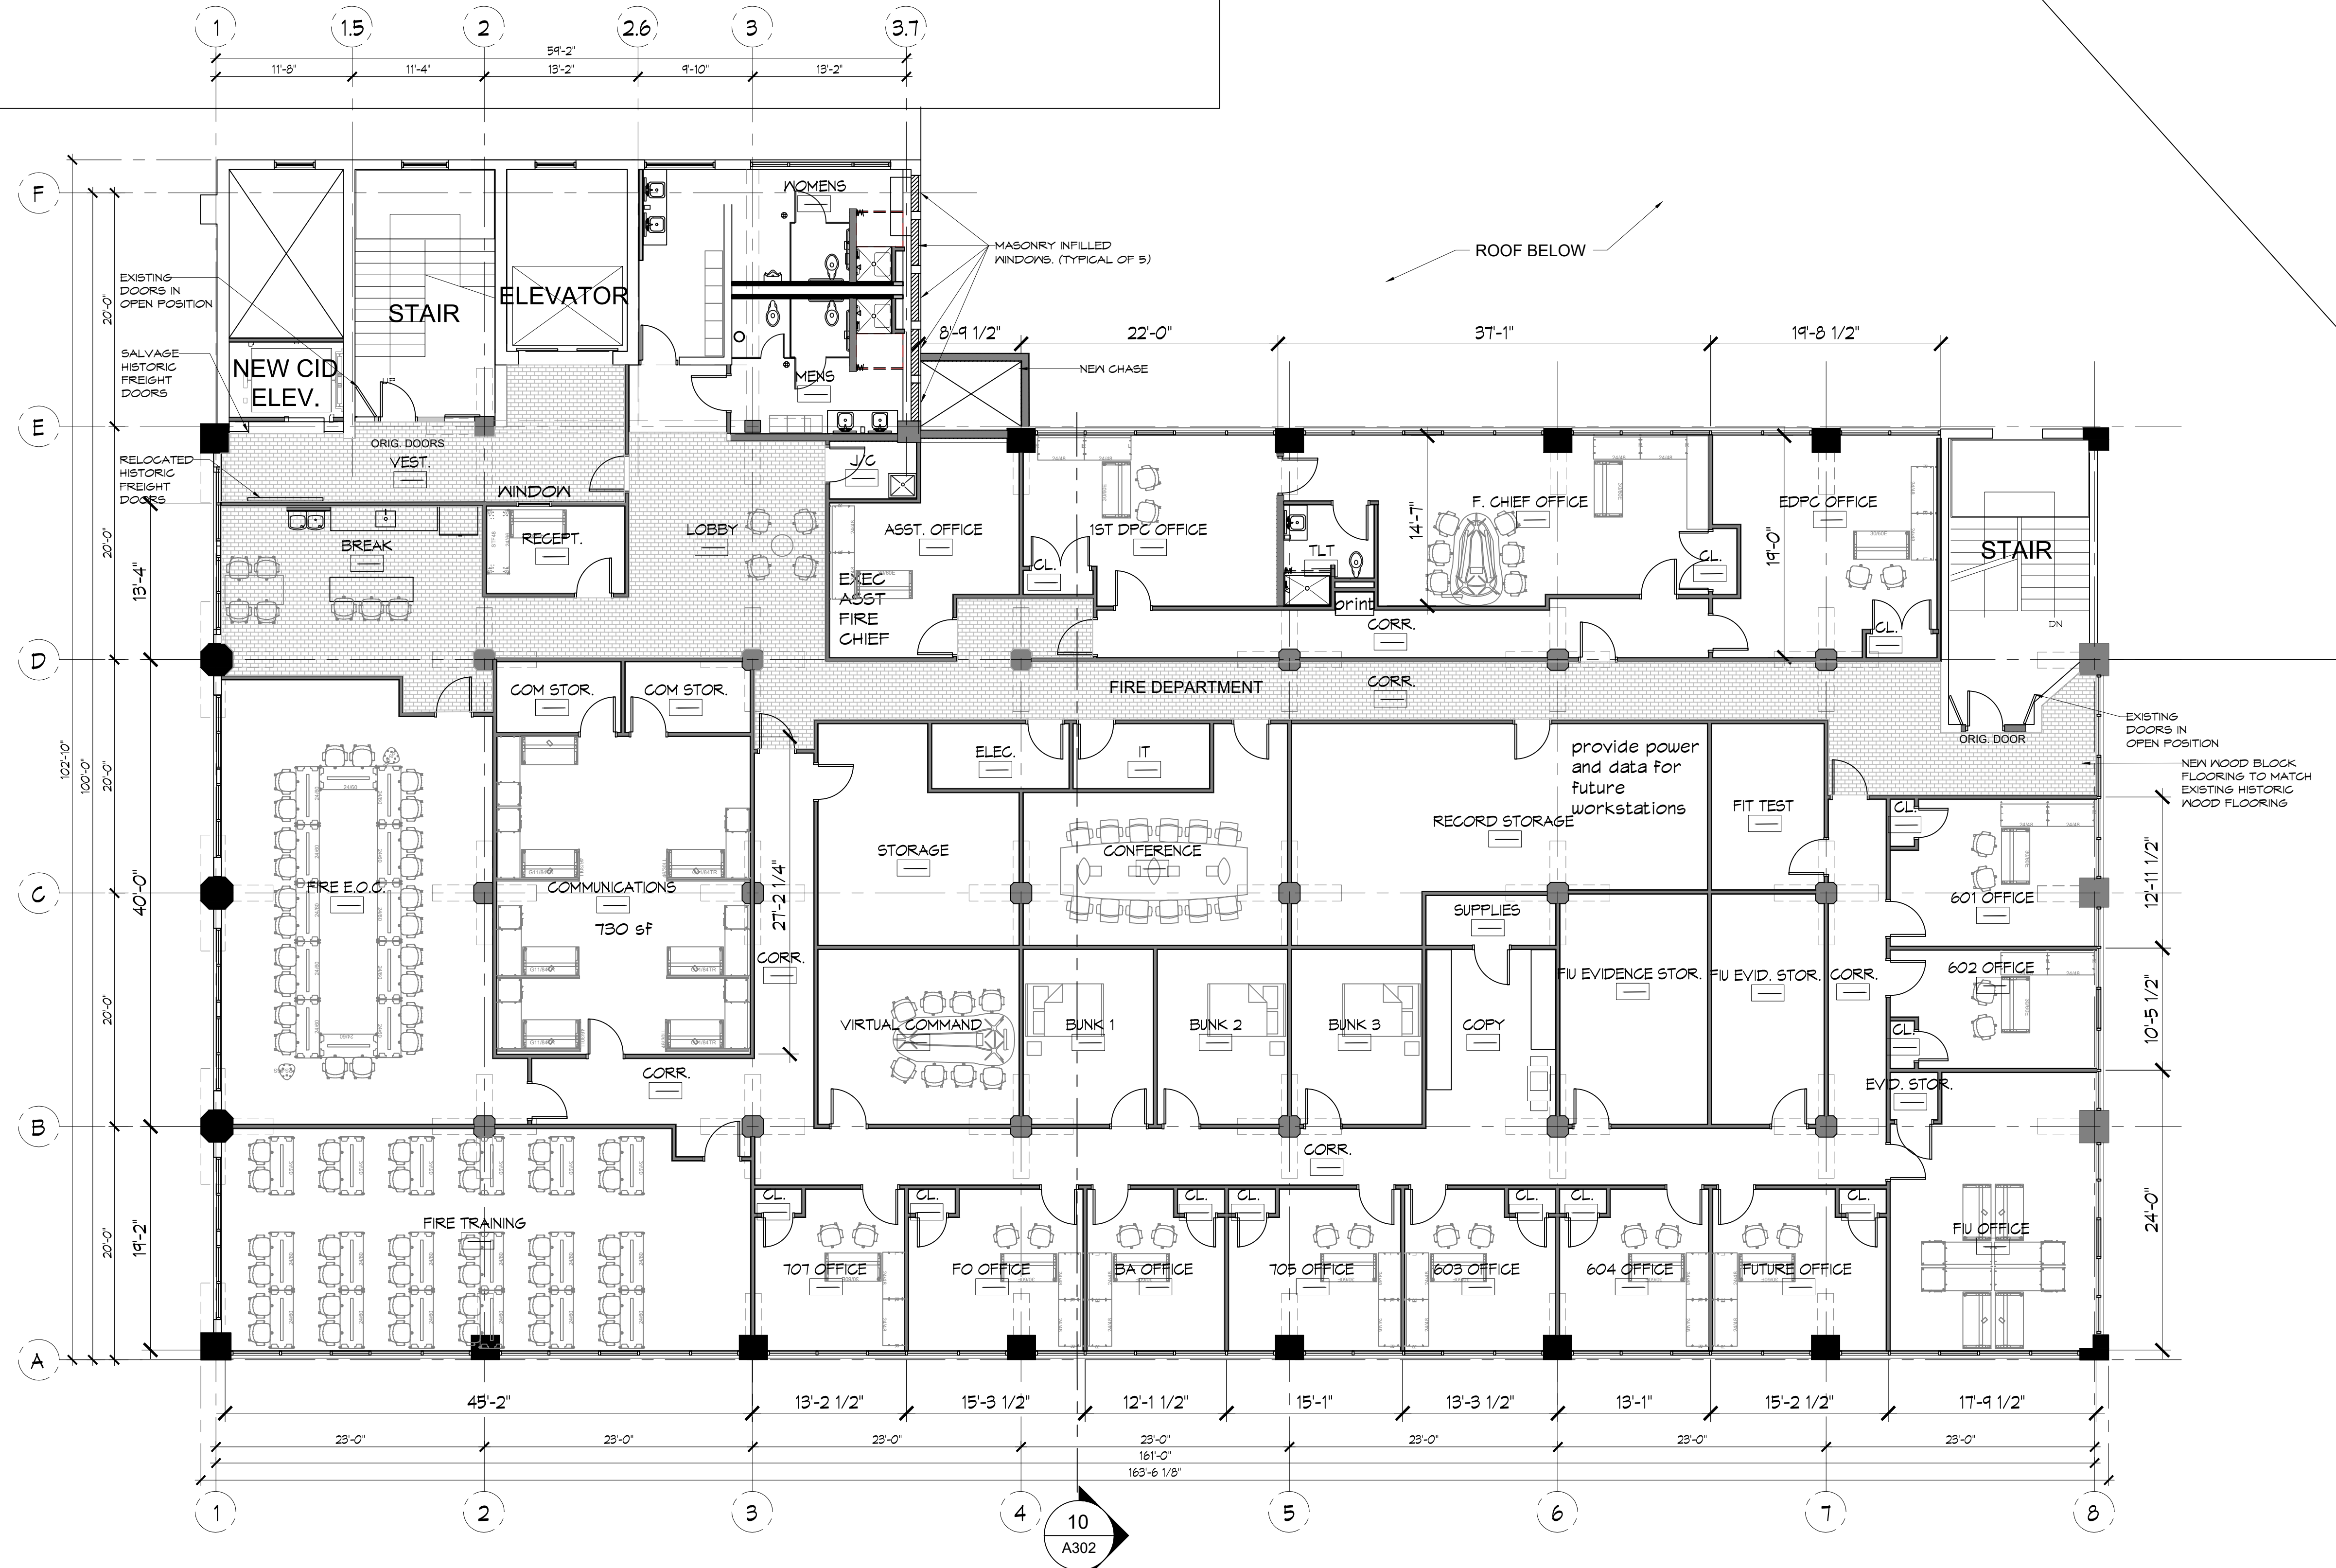 1 1.5 2 2.6 3 3.7
59'-2"
11'-8" 11'-4" 13'-2" 9'-10" 13'-2"
F
WOMENS
MASONRY INFILLED
WINDOWS. (TYPICAL OF 5)
ROOF BELOW
EXISTING
DOORS IN
OPEN POSITION
20'-0"
STAIR
ELEVATOR
8'-9 1/2" 22'-0" 37'-1" 19'-8 1/2"
SALVAGE
HISTORIC
FREIGHT
DOORS
NEW CID
ELEV.
UP
MENS
NEW CHASE
E
ORIG. DOORS
VEST.
RELOCATED
HISTORIC
FREIGHT
DOORS
WINDOW
J/C
20'-0"
13'-4"
BREAK
RECEPT.
LOBBY
ASST. OFFICE
EXEC
ASST
FIRE
CHIEF
1ST DPC OFFICE
CL.
TLT
print
14'-7"
F. CHIEF OFFICE
CL.
19'-0"
EDPC OFFICE
CL.
STAIR
DN
CORR.
D
COM STOR. COM STOR.
FIRE DEPARTMENT
CORR.
EXISTING
DOORS IN
OPEN POSITION
ORIG. DOOR
NEW WOOD BLOCK
FLOORING TO MATCH
EXISTING HISTORIC
WOOD FLOORING
102'-10"
100'-0"
20'-0"
ELEC. IT
provide power
and data for
future
workstations
RECORD STORAGE
FIT TEST
CL.
STORAGE
CONFERENCE
C
40'-0"
FIRE E.O.C.
COMMUNICATIONS
730 sf
27'-2 1/4"
CORR.
SUPPLIES
601 OFFICE
12'-11 1/2"
20'-0"
FIU EVIDENCE STOR. FIU EVID. STOR. CORR.
602 OFFICE
10'-5 1/2"
CL.
VIRTUAL COMMAND
BUNK 1 BUNK 2 BUNK 3 COPY
CORR.
EVID. STOR.
B
CORR.
20'-0"
19'-2"
FIRE TRAINING
CL. CL. CL. CL. CL. CL. CL.
24'-0"
FIU OFFICE
707 OFFICE FO OFFICE BA OFFICE 705 OFFICE 603 OFFICE 604 OFFICE FUTURE OFFICE
A
45'-2" 13'-2 1/2" 15'-3 1/2" 12'-1 1/2" 15'-1" 13'-3 1/2" 13'-1" 15'-2 1/2" 17'-9 1/2"
23'-0" 23'-0" 23'-0" 23'-0" 23'-0" 23'-0" 23'-0"
161'-0"
163'-6 1/8"
1 2 3 4 5 6 7 8
10
A302